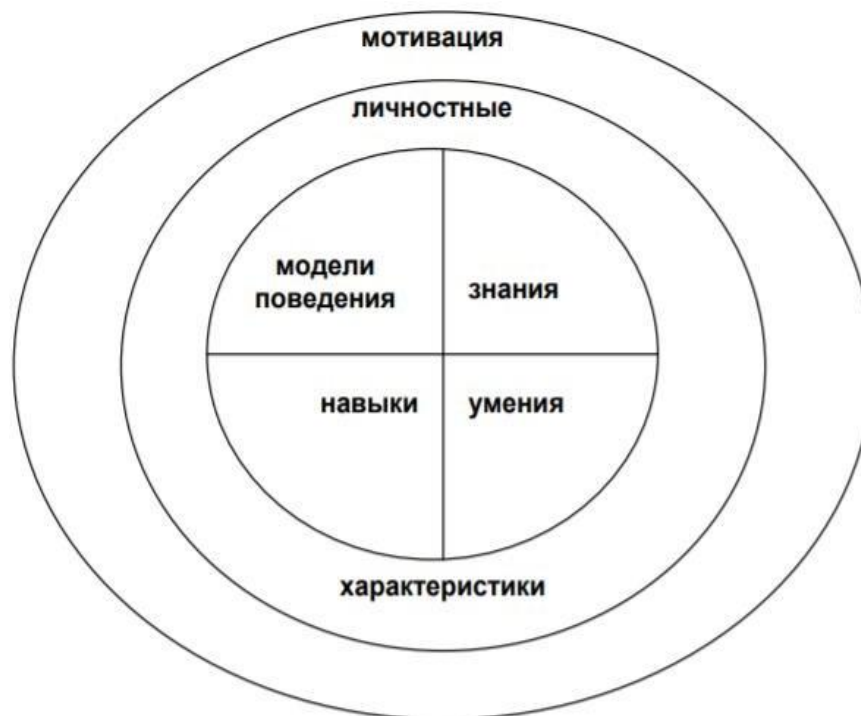 мотивация
личностные
модели
поведения
знания
навыки
умения
характеристики